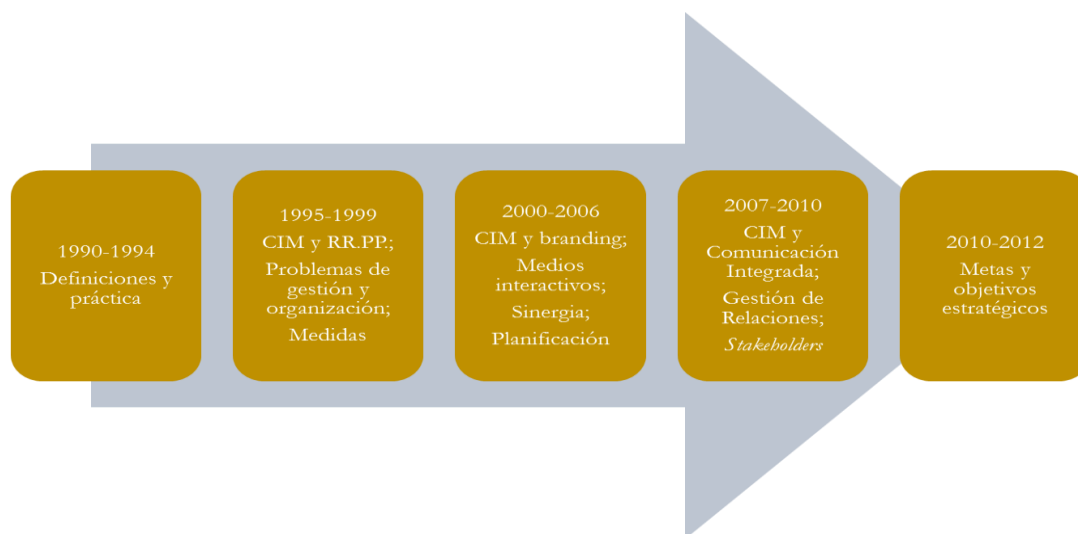 1990-1994
Definiciones y
práctica
1995-1999
CIM y RR.PP.;
Problemas de
gestión y
organización;
Medidas
2000-2006
CIM y branding;
Medios
interactivos;
Sinergia;
Planificación
2007-2010
CIM y
Comunicación
Integrada;
Gestión de
Relaciones;
Stakeholders
2010-2012
Metas y
objetivos
estratégicos